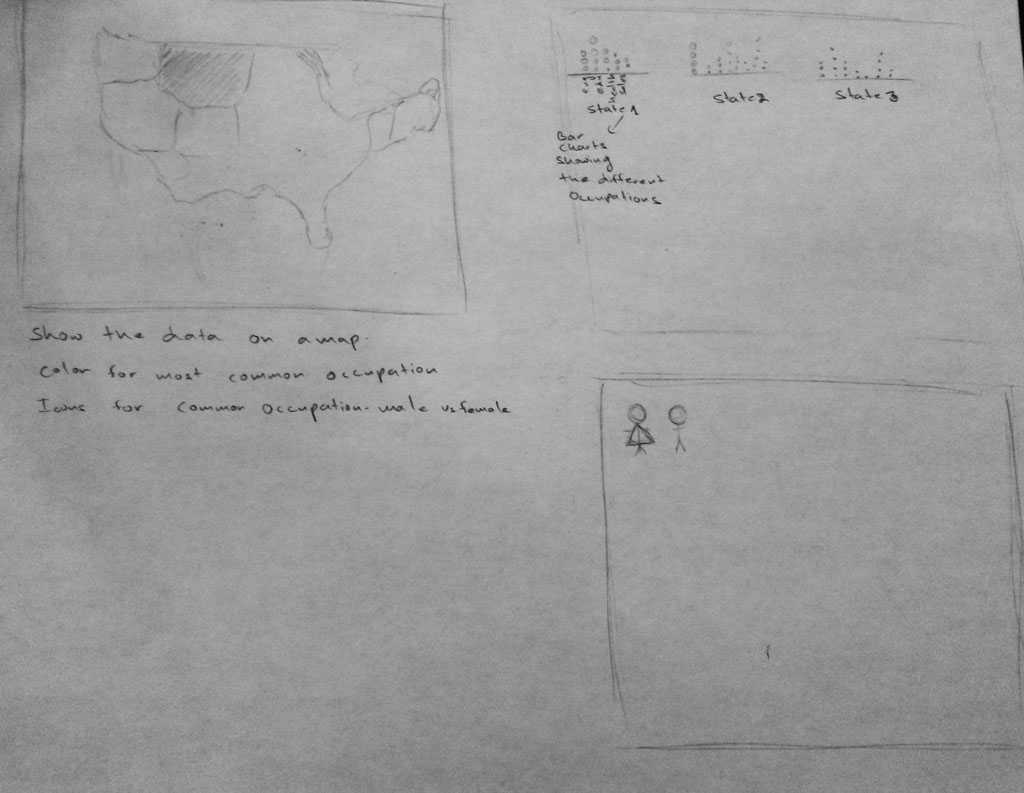 Show the data on a map.
Color for most common occupation
Icons for common occupation - male vs female
State 1
State 2
State 3
Bar
charts
showing
the different
occupations